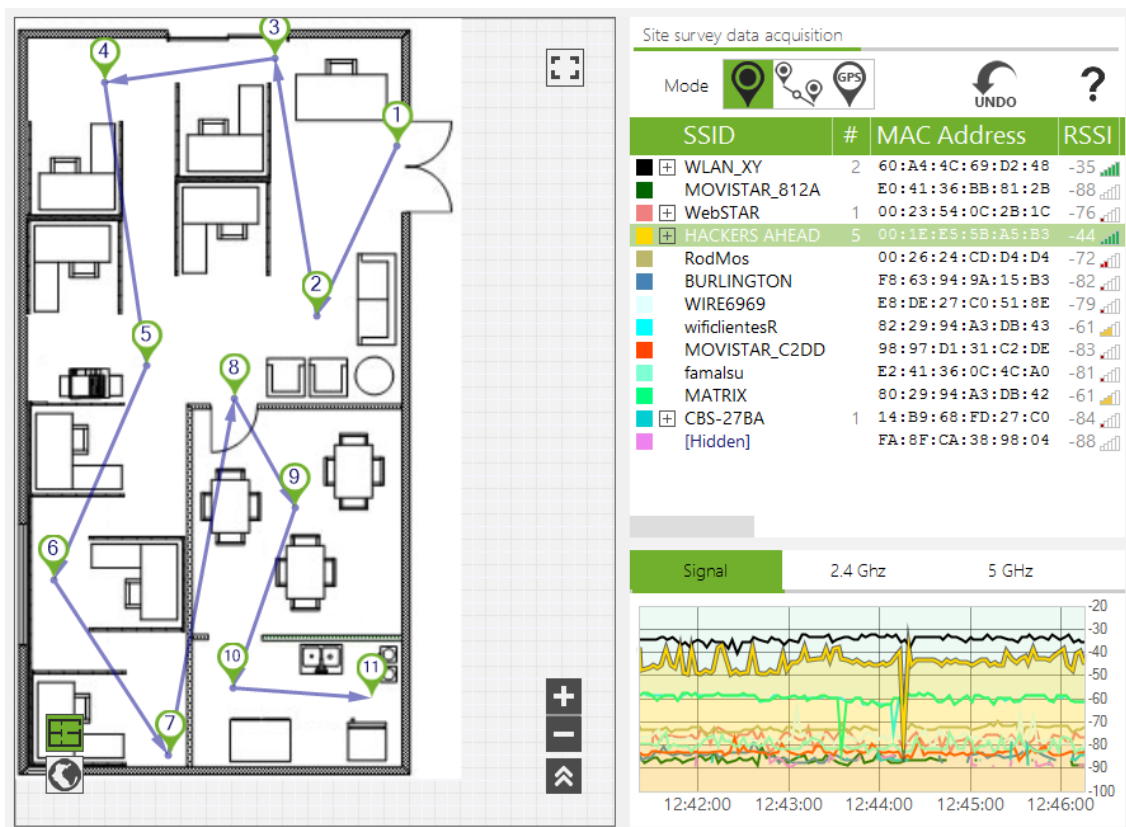 3
4
1
2
5
8
9
6
10
11
7
Site survey data acquisition
Mode GPS UNDO ?
SSID # MAC Address RSSI
WLAN_XY 2 60:A4:4C:69:D2:48 -35
MOVISTAR_812A E0:41:36:BB:81:2B -88
WebSTAR 1 00:23:54:0C:2B:1C -76
HACKERS AHEAD 5 00:1E:E5:5B:A5:B3 -44
RodMos 00:26:24:CD:D4:D4 -72
BURLINGTON F8:63:94:9A:15:B3 -82
WIRE6969 E8:DE:27:C0:51:8E -79
wificlientesR 82:29:94:A3:DB:43 -61
MOVISTAR_C2DD 98:97:D1:31:C2:DE -83
famalsu E2:41:36:0C:4C:A0 -81
MATRIX 80:29:94:A3:DB:42 -61
CBS-27BA 1 14:B9:68:FD:27:C0 -84
[Hidden] FA:8F:CA:38:98:04 -88
Signal 2.4 Ghz 5 GHz
-20
-30
-40
-50
-60
-70
-80
-90
-100
12:42:00 12:43:00 12:44:00 12:45:00 12:46:00